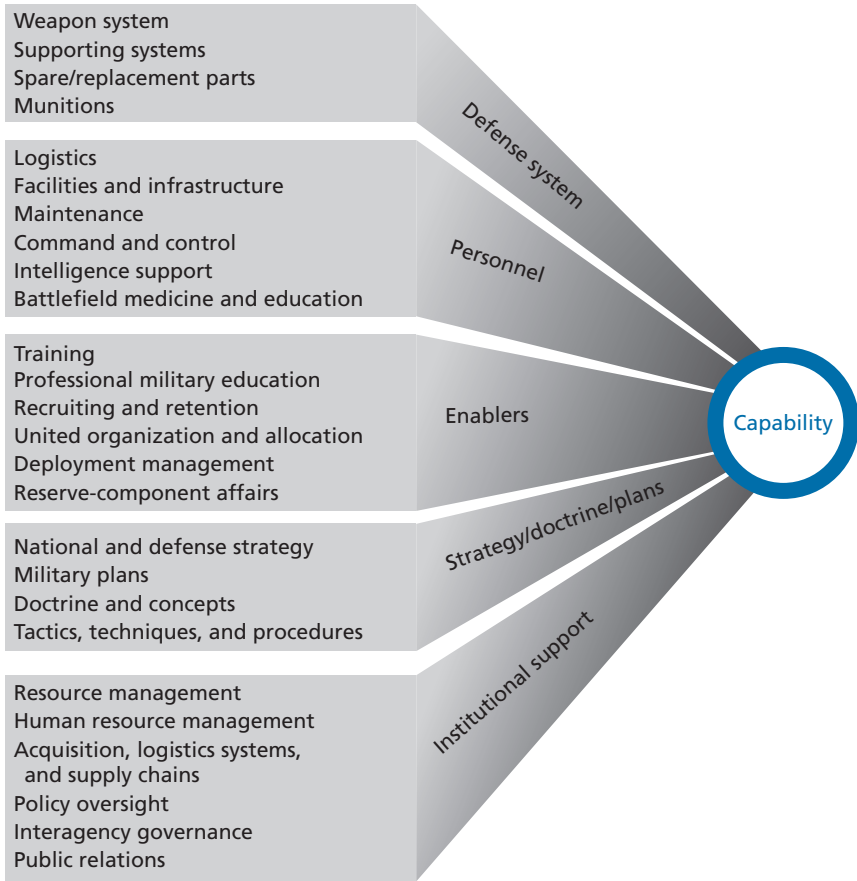 Weapon system
Supporting systems
Spare/replacement parts
Munitions
Defense system
Logistics
Facilities and infrastructure
Maintenance
Command and control
Intelligence support
Battlefield medicine and education
Personnel
Training
Professional military education
Recruiting and retention
United organization and allocation
Deployment management
Reserve-component affairs
Enablers
Capability
National and defense strategy
Military plans
Doctrine and concepts
Tactics, techniques, and procedures
Strategy/doctrine/plans
Resource management
Human resource management
Acquisition, logistics systems,
and supply chains
Policy oversight
Interagency governance
Public relations
Institutional support